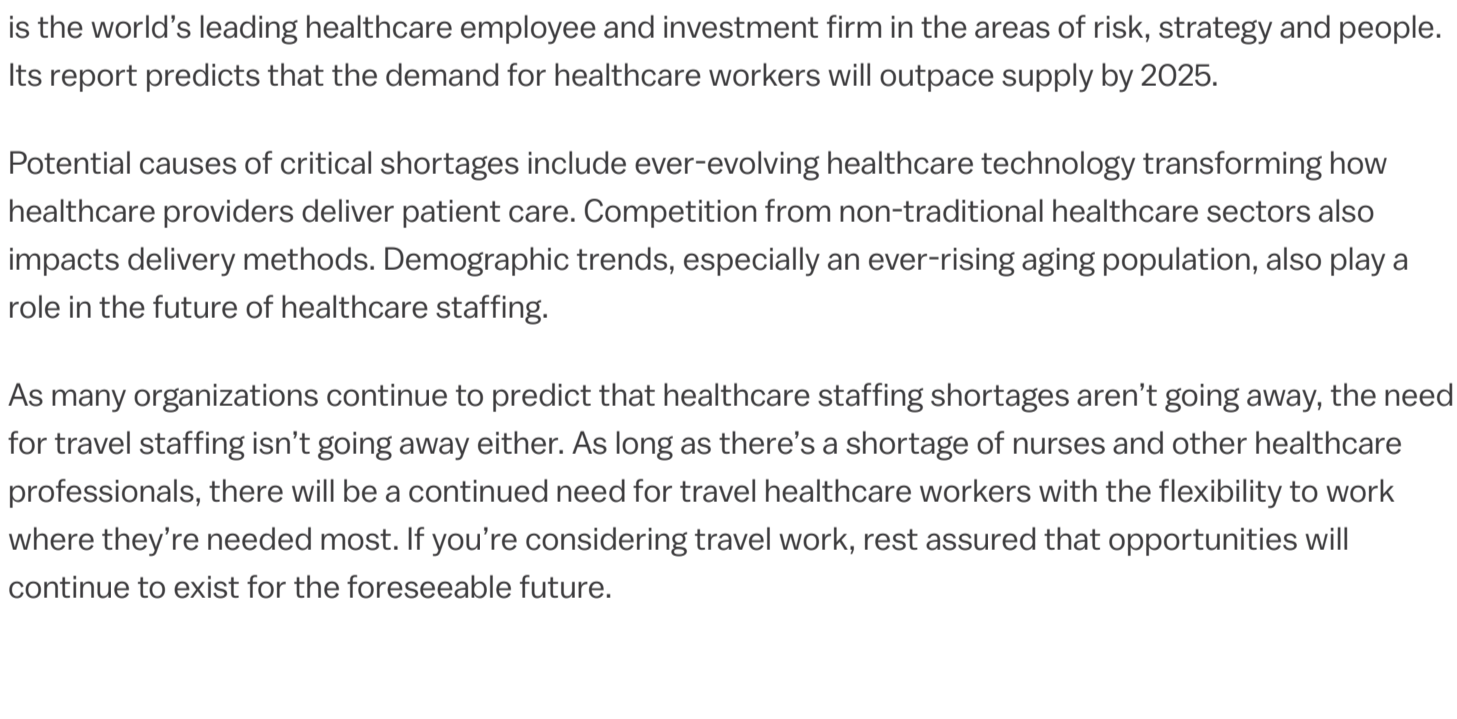 is the world’s leading healthcare employee and investment firm in the areas of risk, strategy and people.
Its report predicts that the demand for healthcare workers will outpace supply by 2025.
Potential causes of critical shortages include ever-evolving healthcare technology transforming how
healthcare providers deliver patient care. Competition from non-traditional healthcare sectors also
impacts delivery methods. Demographic trends, especially an ever-rising aging population, also play a
role in the future of healthcare staffing.
As many organizations continue to predict that healthcare staffing shortages aren’t going away, the need
for travel staffing isn’t going away either. As long as there’s a shortage of nurses and other healthcare
professionals, there will be a continued need for travel healthcare workers with the flexibility to work
where they’re needed most. If you’re considering travel work, rest assured that opportunities will
continue to exist for the foreseeable future.